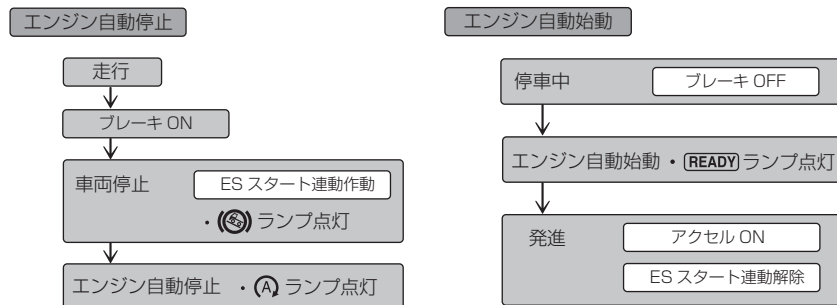 エンジン自動停止
走行
ブレーキ ON
車両停止 ES スタート連動作動
・ランプ点灯
エンジン自動停止 ・Ⓐ ランプ点灯
エンジン自動始動
停車中 ブレーキ OFF
エンジン自動始動・READY ランプ点灯
発進 アクセル ON
ES スタート連動解除